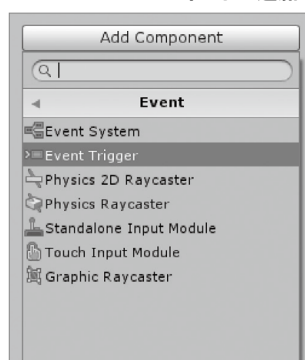 Add Component
Event
Event System
Event Trigger
Physics 2D Raycaster
Physics Raycaster
Standalone Input Module
Touch Input Module
Graphic Raycaster